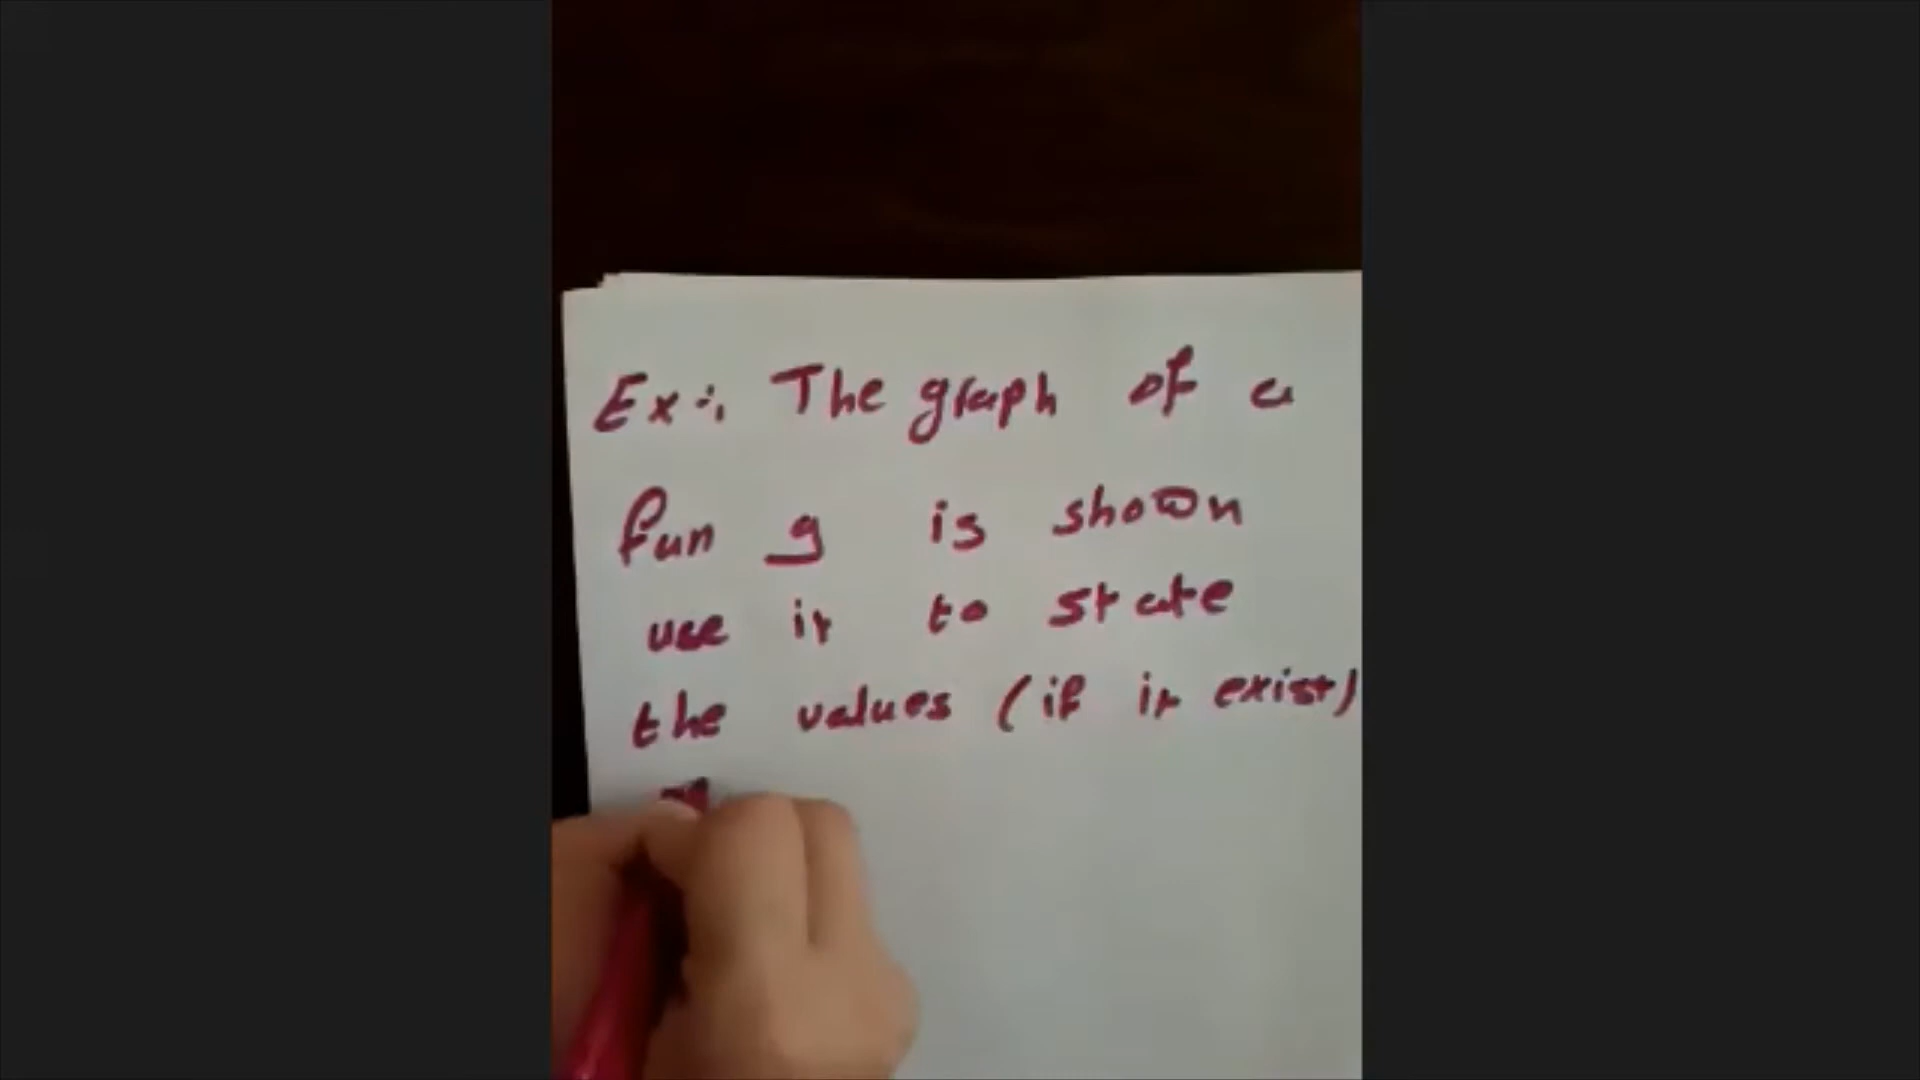 Ex:. The graph of a
fun g is shown
use it to state
the values (if it exist)